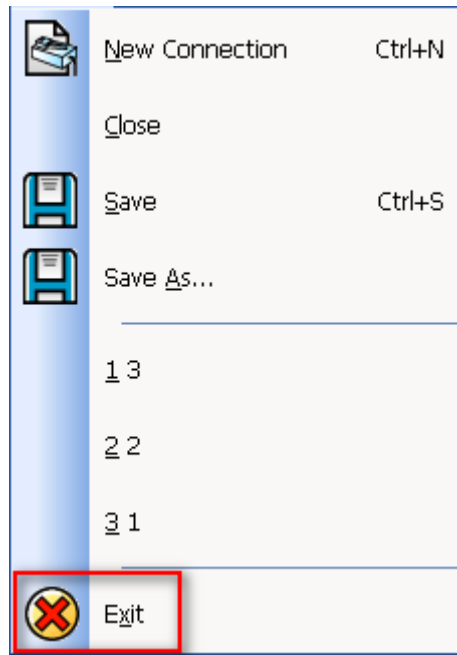 New Connection Ctrl+N
Close
Save Ctrl+S
Save As...
1 3
2 2
3 1
Exit